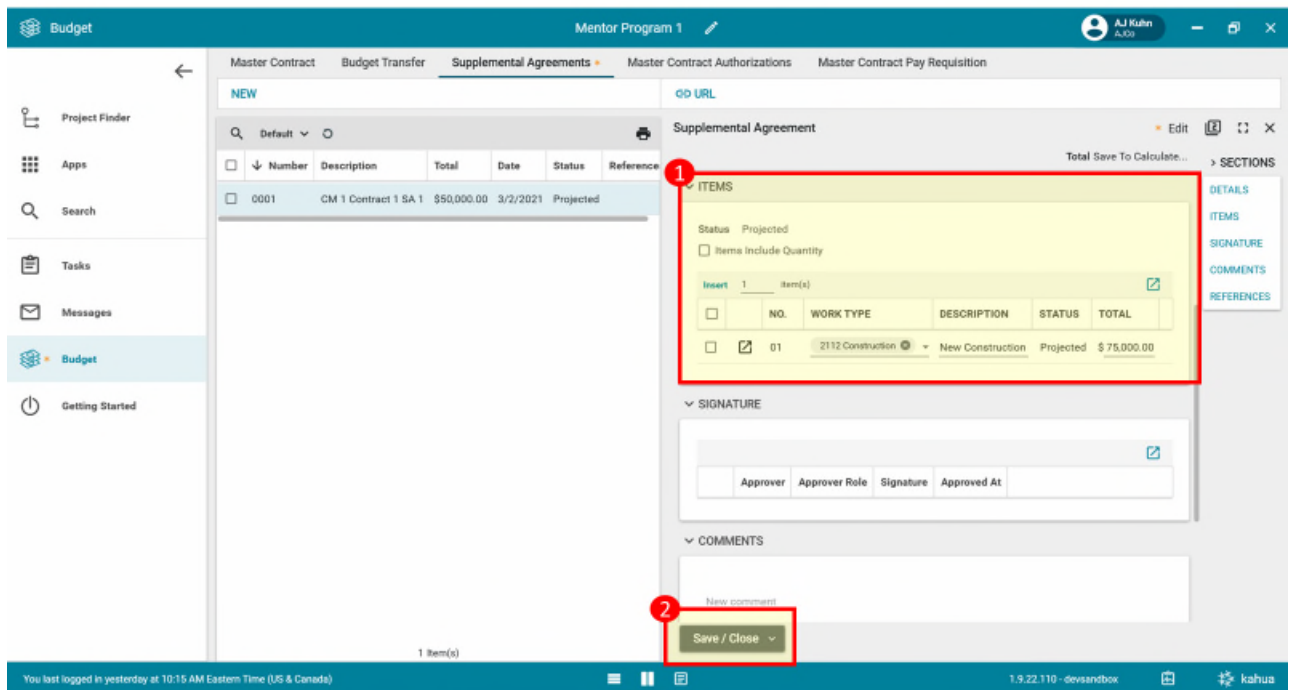 Budget
Mentor Program 1
AJ Kuhn
AJCo
Master Contract Budget Transfer Supplemental Agreements Master Contract Authorizations Master Contract Pay Requisition
NEW
URL
Project Finder
Apps
Search
Tasks
Messages
Budget
Getting Started
Default
Number Description Total Date Status Reference
0001 CM 1 Contract 1 SA 1 $50,000.00 3/2/2021 Projected
1 Item(s)
Supplemental Agreement
Edit
Total Save To Calculate...
> SECTIONS
DETAILS
ITEMS
SIGNATURE
COMMENTS
REFERENCES
1
ITEMS
Status Projected
Items Include Quantity
Insert 1 item(s)
NO. WORK TYPE DESCRIPTION STATUS TOTAL
01 2112 Construction New Construction Projected $ 75,000.00
SIGNATURE
Approver Approver Role Signature Approved At
COMMENTS
New comment
2
Save / Close
You last logged in yesterday at 10:15 AM Eastern Time (US & Canada)
1.9.22.110 - devsandbox
kahua